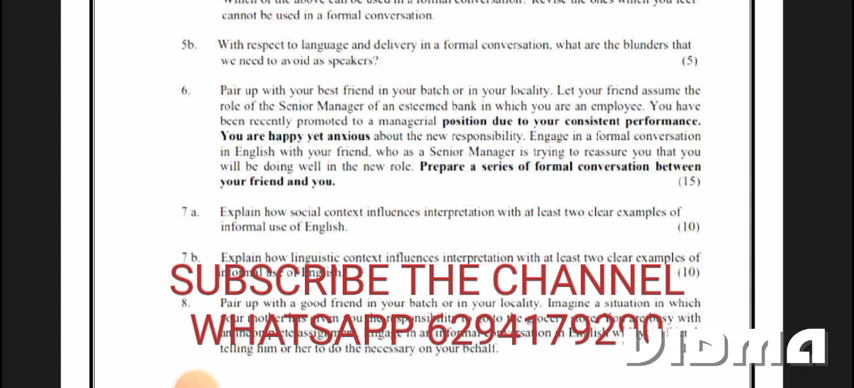 cannot be used in a formal conversation.
5b. With respect to language and delivery in a formal conversation, what are the blunders that
we need to avoid as speakers? (5)
6. Pair up with your best friend in your batch or in your locality. Let your friend assume the
role of the Senior Manager of an esteemed bank in which you are an employee. You have
been recently promoted to a managerial position due to your consistent performance.
You are happy yet anxious about the new responsibility. Engage in a formal conversation
in English with your friend, who as a Senior Manager is trying to reassure you that you
will be doing well in the new role. Prepare a series of formal conversation between
your friend and you. (15)
7 a. Explain how social context influences interpretation with at least two clear examples of
informal use of English. (10)
7 b. Explain how linguistic context influences interpretation with at least two clear examples of
informal use of English. (10)
SUBSCRIBE THE CHANNEL
8. Pair up with a good friend in your batch or in your locality. Imagine a situation in which
WHATSAPP
telling him or her to do the necessary on your behalf.